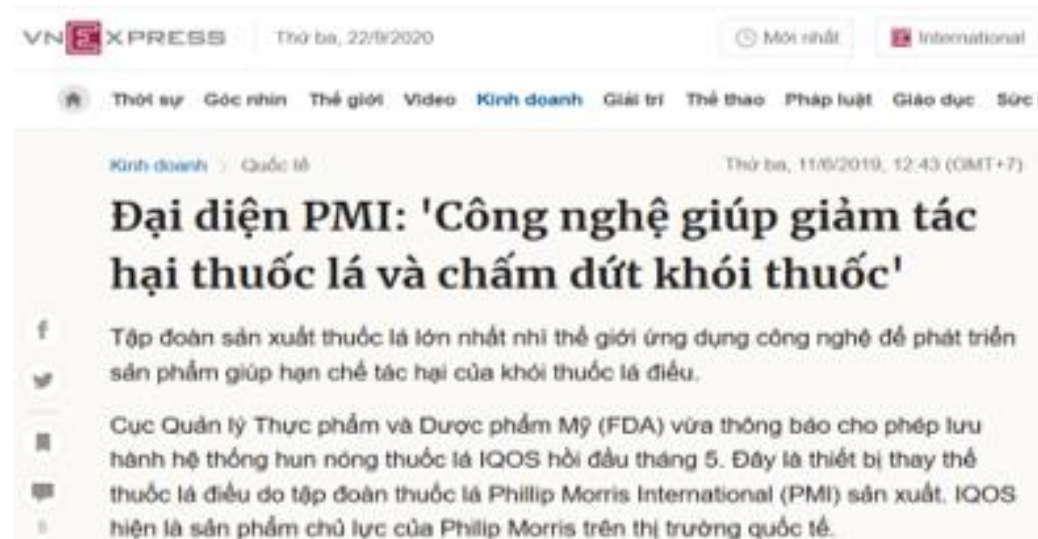 VNEXPRESS Thứ ba, 22/9/2020 Mới nhất International
Thời sự Góc nhìn Thế giới Video Kinh doanh Giải trí Thể thao Pháp luật Giáo dục Sức
Kinh doanh > Quốc tế Thứ ba, 11/6/2019, 12:43 (GMT+7)
Đại diện PMI: 'Công nghệ giúp giảm tác
hại thuốc lá và chấm dứt khói thuốc'
Tập đoàn sản xuất thuốc lá lớn nhất nhì thế giới ứng dụng công nghệ để phát triển
sản phẩm giúp hạn chế tác hại của khói thuốc lá điếu.
Cục Quản lý Thực phẩm và Dược phẩm Mỹ (FDA) vừa thông báo cho phép lưu
hành hệ thống hun nóng thuốc lá IQOS hồi đầu tháng 5. Đây là thiết bị thay thế
thuốc lá điếu do tập đoàn thuốc lá Phillip Morris International (PMI) sản xuất. IQOS
hiện là sản phẩm chủ lực của Philip Morris trên thị trường quốc tế.